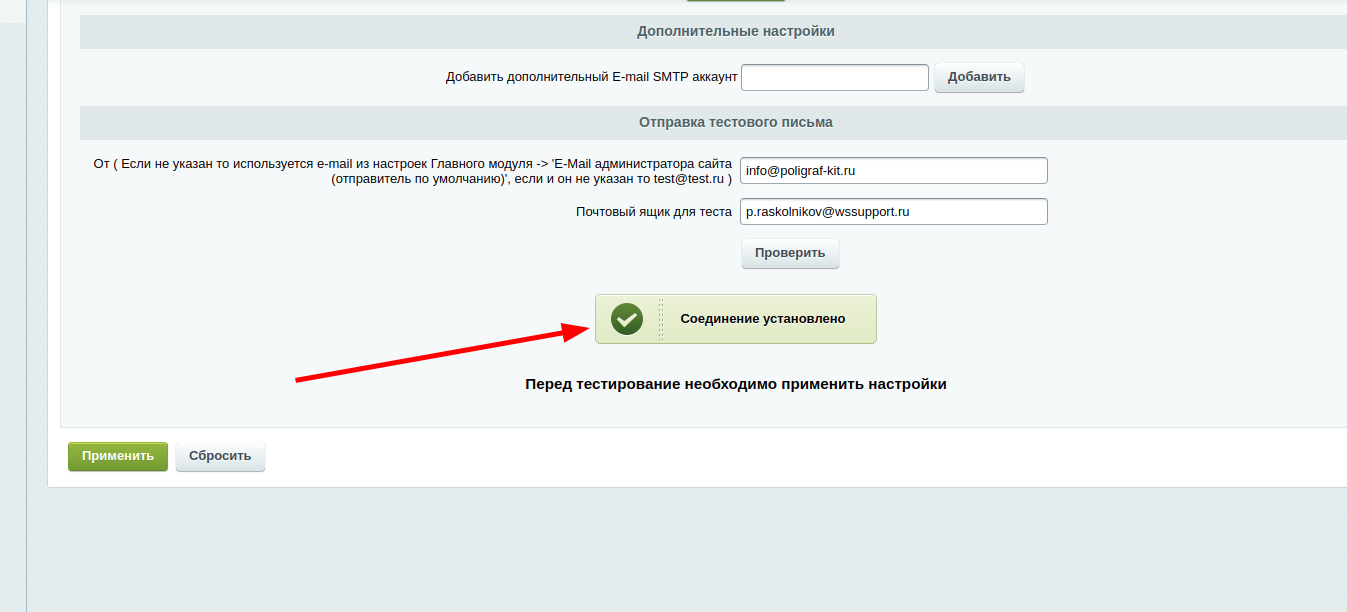 Дополнительные настройки
Добавить дополнительный E-mail SMTP аккаунт
Добавить
Отправка тестового письма
От ( Если не указан то используется e-mail из настроек Главного модуля -> 'E-Mail администратора сайта
(отправитель по умолчанию)', если и он не указан то test@test.ru )
info@poligraf-kit.ru
Почтовый ящик для теста
p.raskolnikov@wssupport.ru
Проверить
Соединение установлено
Перед тестирование необходимо применить настройки
Применить
Сбросить